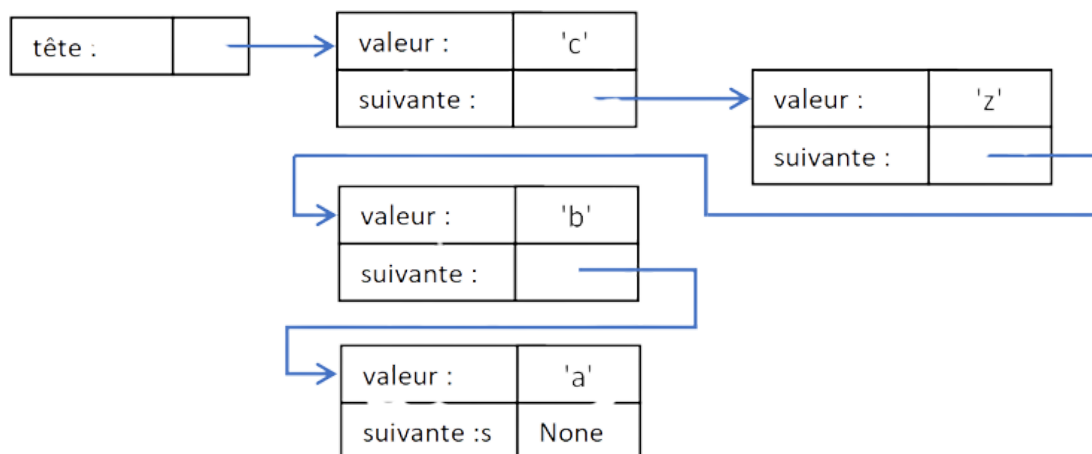 tête :
valeur : 'c'
suivante :
valeur : 'z'
suivante :
valeur : 'b'
suivante :
valeur : 'a'
suivante :s None